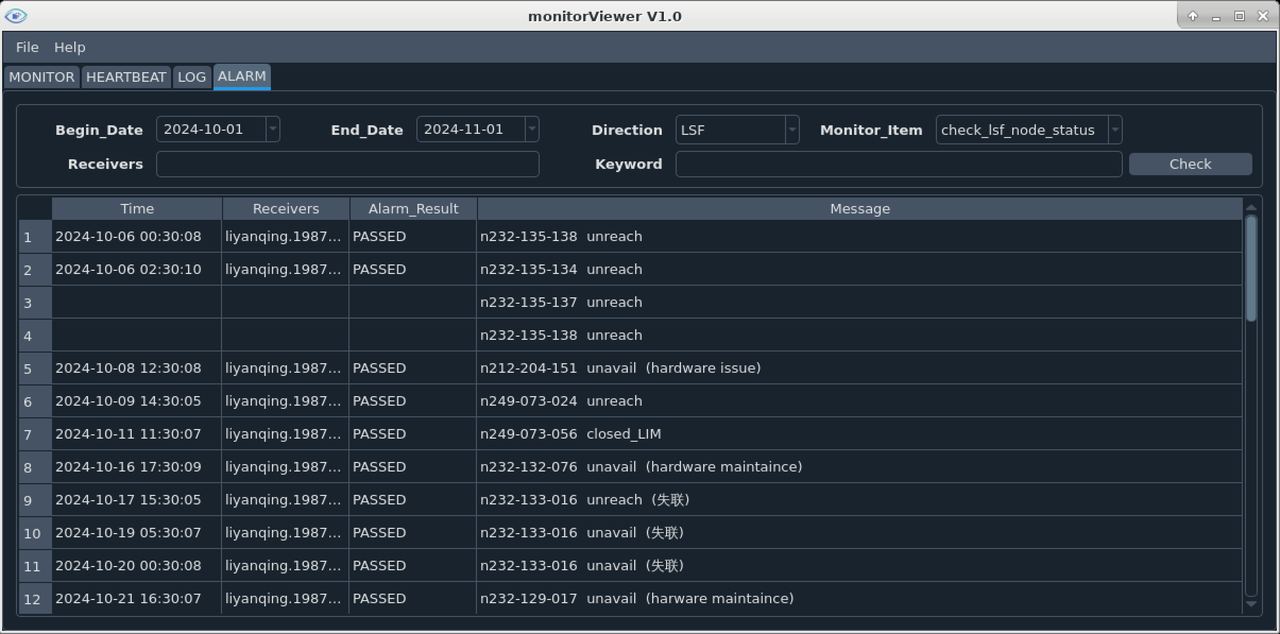 monitorViewer V1.0
File Help
MONITOR HEARTBEAT LOG ALARM
Begin_Date 2024-10-01 End_Date 2024-11-01 Direction LSF Monitor_Item check_lsf_node_status
Receivers Keyword Check
Time Receivers Alarm_Result Message
1 2024-10-06 00:30:08 liyanqing.1987... PASSED n232-135-138 unreach
2 2024-10-06 02:30:10 liyanqing.1987... PASSED n232-135-134 unreach
3 n232-135-137 unreach
4 n232-135-138 unreach
5 2024-10-08 12:30:08 liyanqing.1987... PASSED n212-204-151 unavail (hardware issue)
6 2024-10-09 14:30:05 liyanqing.1987... PASSED n249-073-024 unreach
7 2024-10-11 11:30:07 liyanqing.1987... PASSED n249-073-056 closed_LIM
8 2024-10-16 17:30:09 liyanqing.1987... PASSED n232-132-076 unavail (hardware maintaince)
9 2024-10-17 15:30:05 liyanqing.1987... PASSED n232-133-016 unreach (失联)
10 2024-10-19 05:30:07 liyanqing.1987... PASSED n232-133-016 unavail (失联)
11 2024-10-20 00:30:08 liyanqing.1987... PASSED n232-133-016 unavail (失联)
12 2024-10-21 16:30:07 liyanqing.1987... PASSED n232-129-017 unavail (harware maintaince)